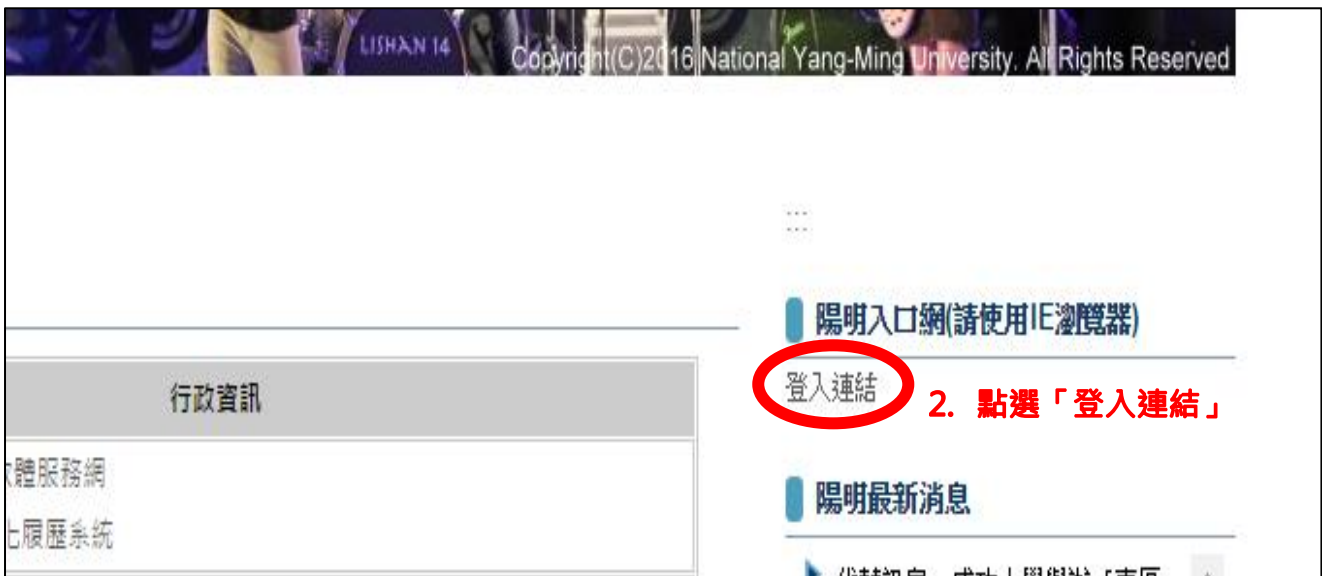 LISHAN 14
Copyright(C)2016 National Yang-Ming University. All Rights Reserved
陽明入口網(請使用IE瀏覽器)
登入連結
2. 點選「登入連結」
行政資訊
體服務網
履歷系統
陽明最新消息